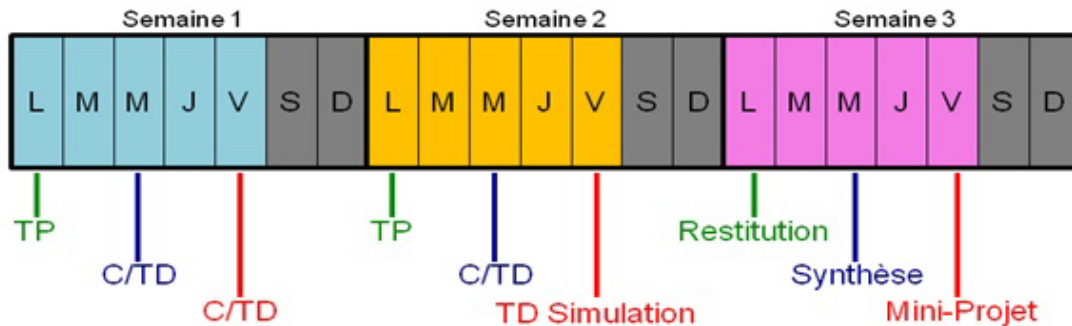 Semaine 1 Semaine 2 Semaine 3
L M M J V S D L M M J V S D L M M J V S D
TP TP Restitution
C/TD C/TD Synthèse
C/TD TD Simulation Mini-Projet